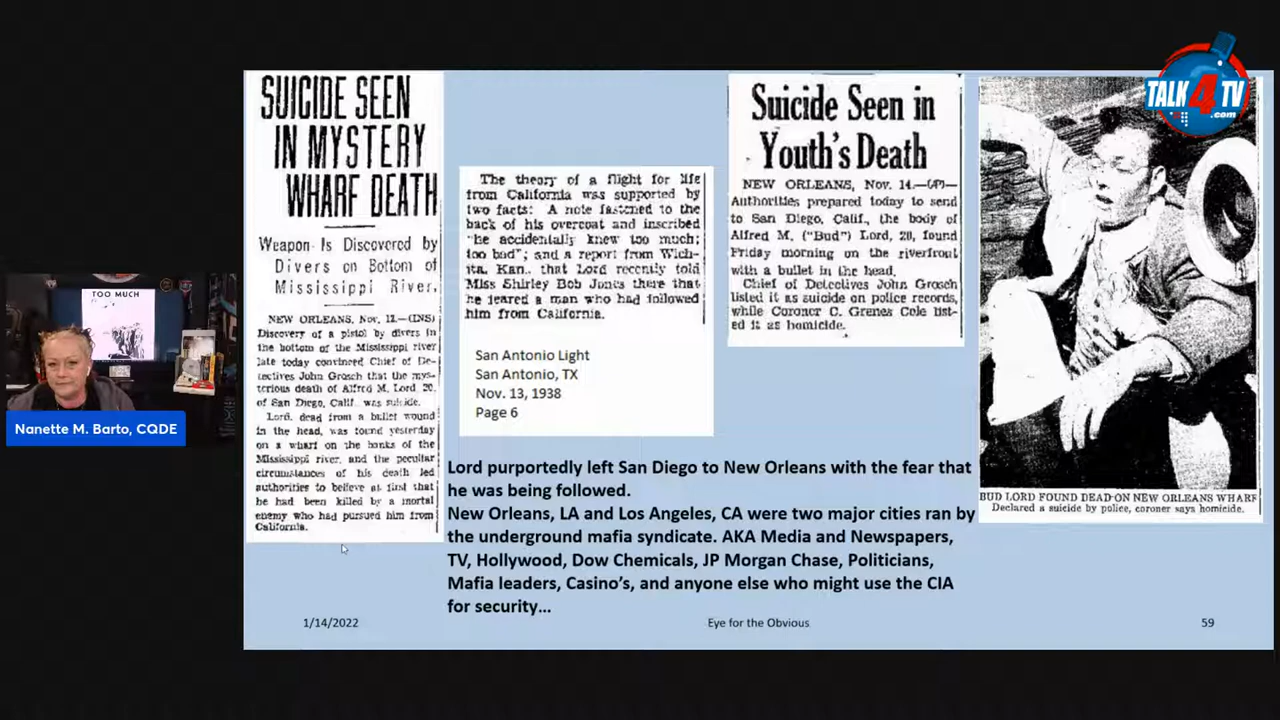 TALK4TV
.com
TOO MUCH
Nanette M. Barto, CQDE
SUICIDE SEEN
IN MYSTERY
WHARF DEATH
Weapon Is Discovered by
Divers on Bottom of
Mississippi River.
NEW ORLEANS, Nov. 12.—(INS)
Discovery of a pistol by divers in
the bottom of the Mississippi river
late today convinced Chief of De-
tectives John Grosch that the mys-
terious death of Alfred M. Lord, 20,
of San Diego, Calif., was suicide.
Lord, dead from a bullet wound
in the head, was found yesterday
on a wharf on the banks of the
Mississippi river, and the peculiar
circumstances of his death led
authorities to believe at first that
he had been killed by a mortal
enemy who had pursued him from
California.
The theory of a flight for life
from California was supported by
two facts: A note fastened to the
back of his overcoat and inscribed
"he accidentally knew too much;
too bad"; and a report from Wich-
ita, Kan., that Lord recently told
Miss Shirley Bob Jones there that
he feared a man who had followed
him from California.
San Antonio Light
San Antonio, TX
Nov. 13, 1938
Page 6
Suicide Seen in
Youth's Death
NEW ORLEANS, Nov. 14.—(AP)—
Authorities prepared today to send
to San Diego, Calif., the body of
Alfred M. ("Bud") Lord, 20, found
Friday morning on the riverfront
with a bullet in the head.
Chief of Detectives John Grosch
listed it as suicide on police records,
while Coroner C. Grenes Cole list-
ed it as homicide.
BUD LORD FOUND DEAD ON NEW ORLEANS WHARF
Declared a suicide by police, coroner says homicide.
Lord purportedly left San Diego to New Orleans with the fear that
he was being followed.
New Orleans, LA and Los Angeles, CA were two major cities ran by
the underground mafia syndicate. AKA Media and Newspapers,
TV, Hollywood, Dow Chemicals, JP Morgan Chase, Politicians,
Mafia leaders, Casino's, and anyone else who might use the CIA
for security...
1/14/2022
Eye for the Obvious
59